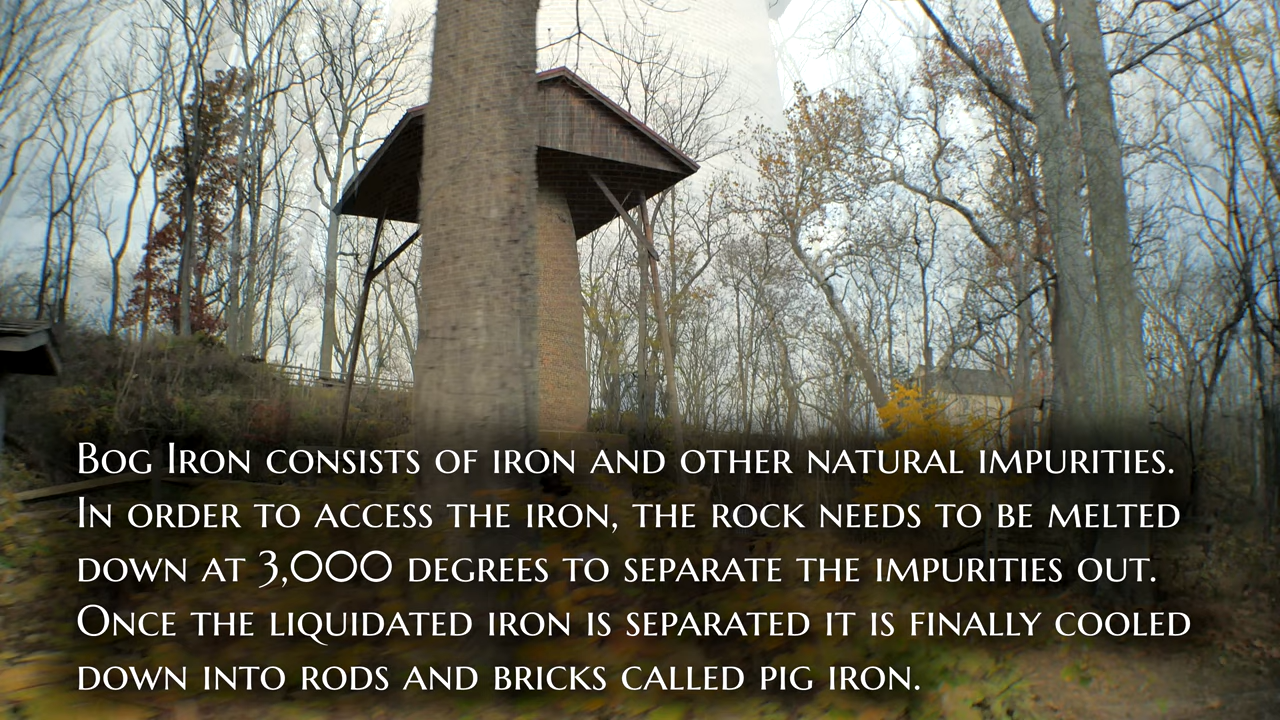 Bog Iron consists of iron and other natural impurities.
In order to access the iron, the rock needs to be melted
down at 3,000 degrees to separate the impurities out.
Once the liquidated iron is separated it is finally cooled
down into rods and bricks called pig iron.